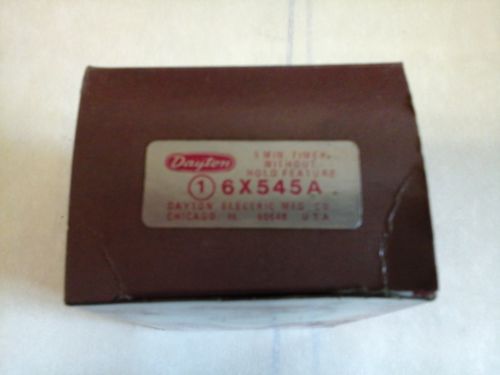 Dayton
5 MIN. TIMER,
WITHOUT
HOLD FEATURE
1 6X545A
DAYTON ELECTRIC MFG. CO.
CHICAGO, IL 60648 U.S.A.